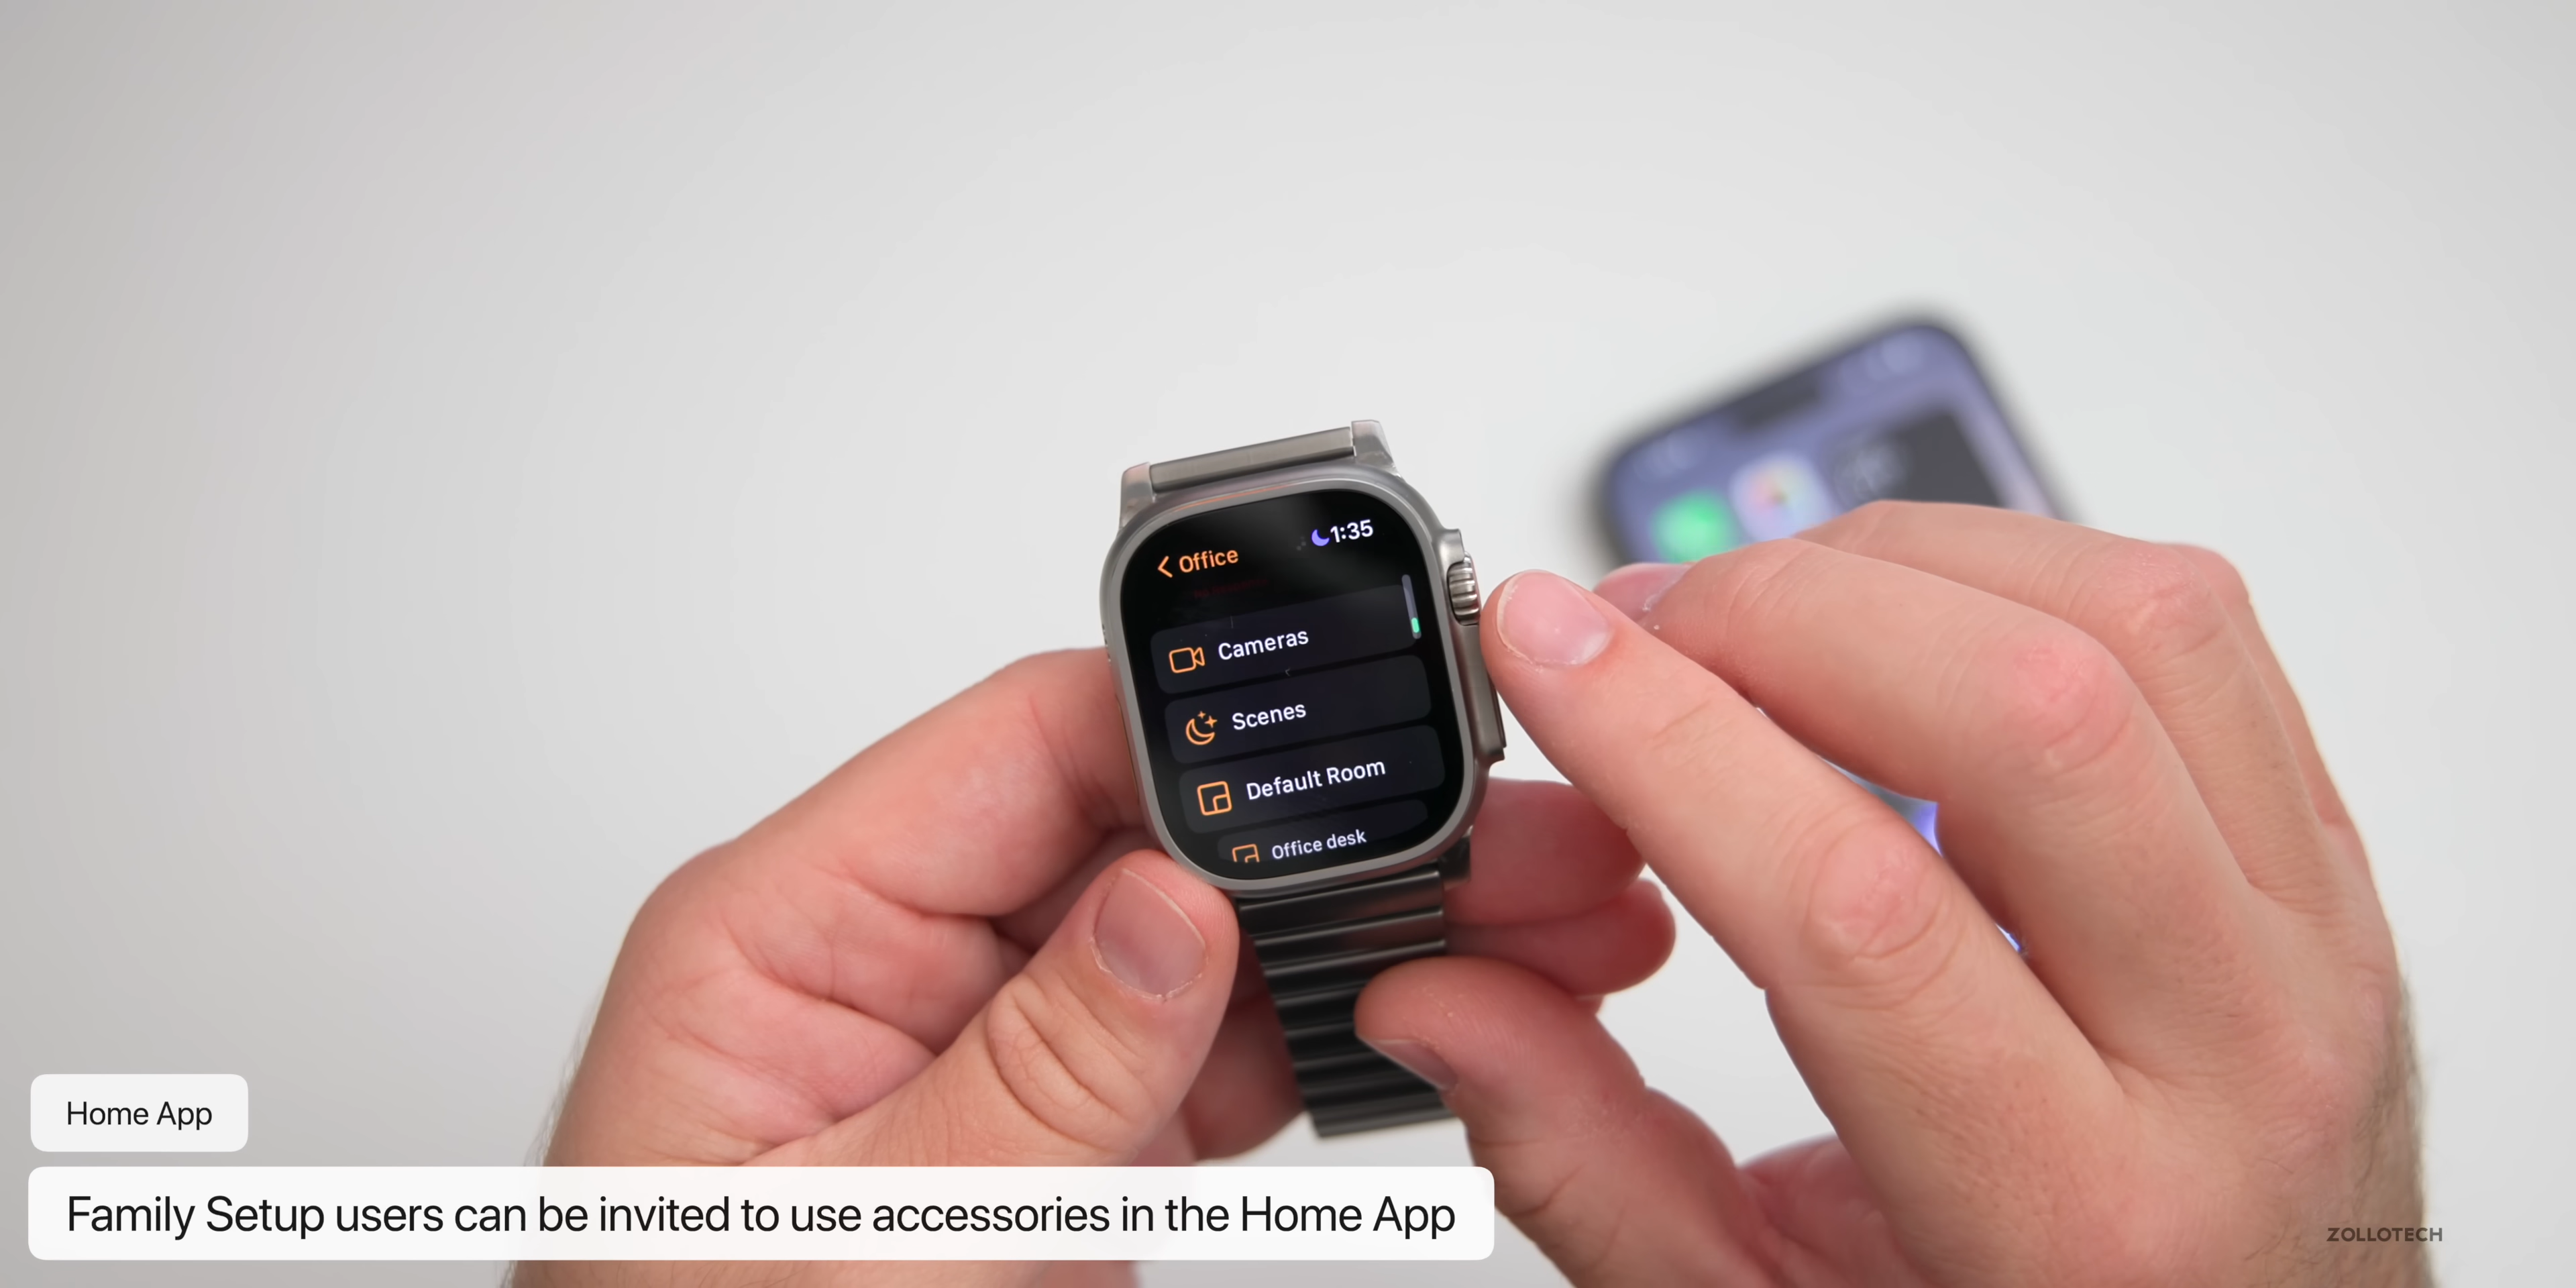 1:35
Office
Cameras
Scenes
Default Room
Office desk
Home App
Family Setup users can be invited to use accessories in the Home App
ZOLLOTECH